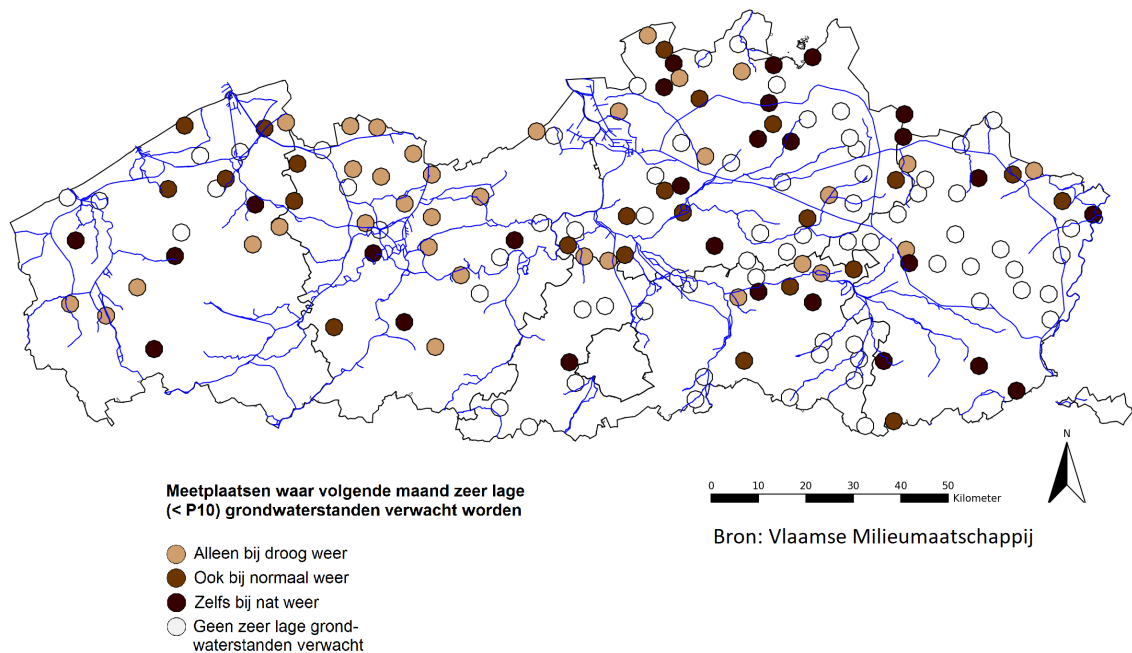 N
0 10 20 30 40 50
Kilometer
Bron: Vlaamse Milieumaatschappij
Meetplaatsen waar volgende maand zeer lage
(< P10) grondwaterstanden verwacht worden
Alleen bij droog weer
Ook bij normaal weer
Zelfs bij nat weer
Geen zeer lage grond-
waterstanden verwacht